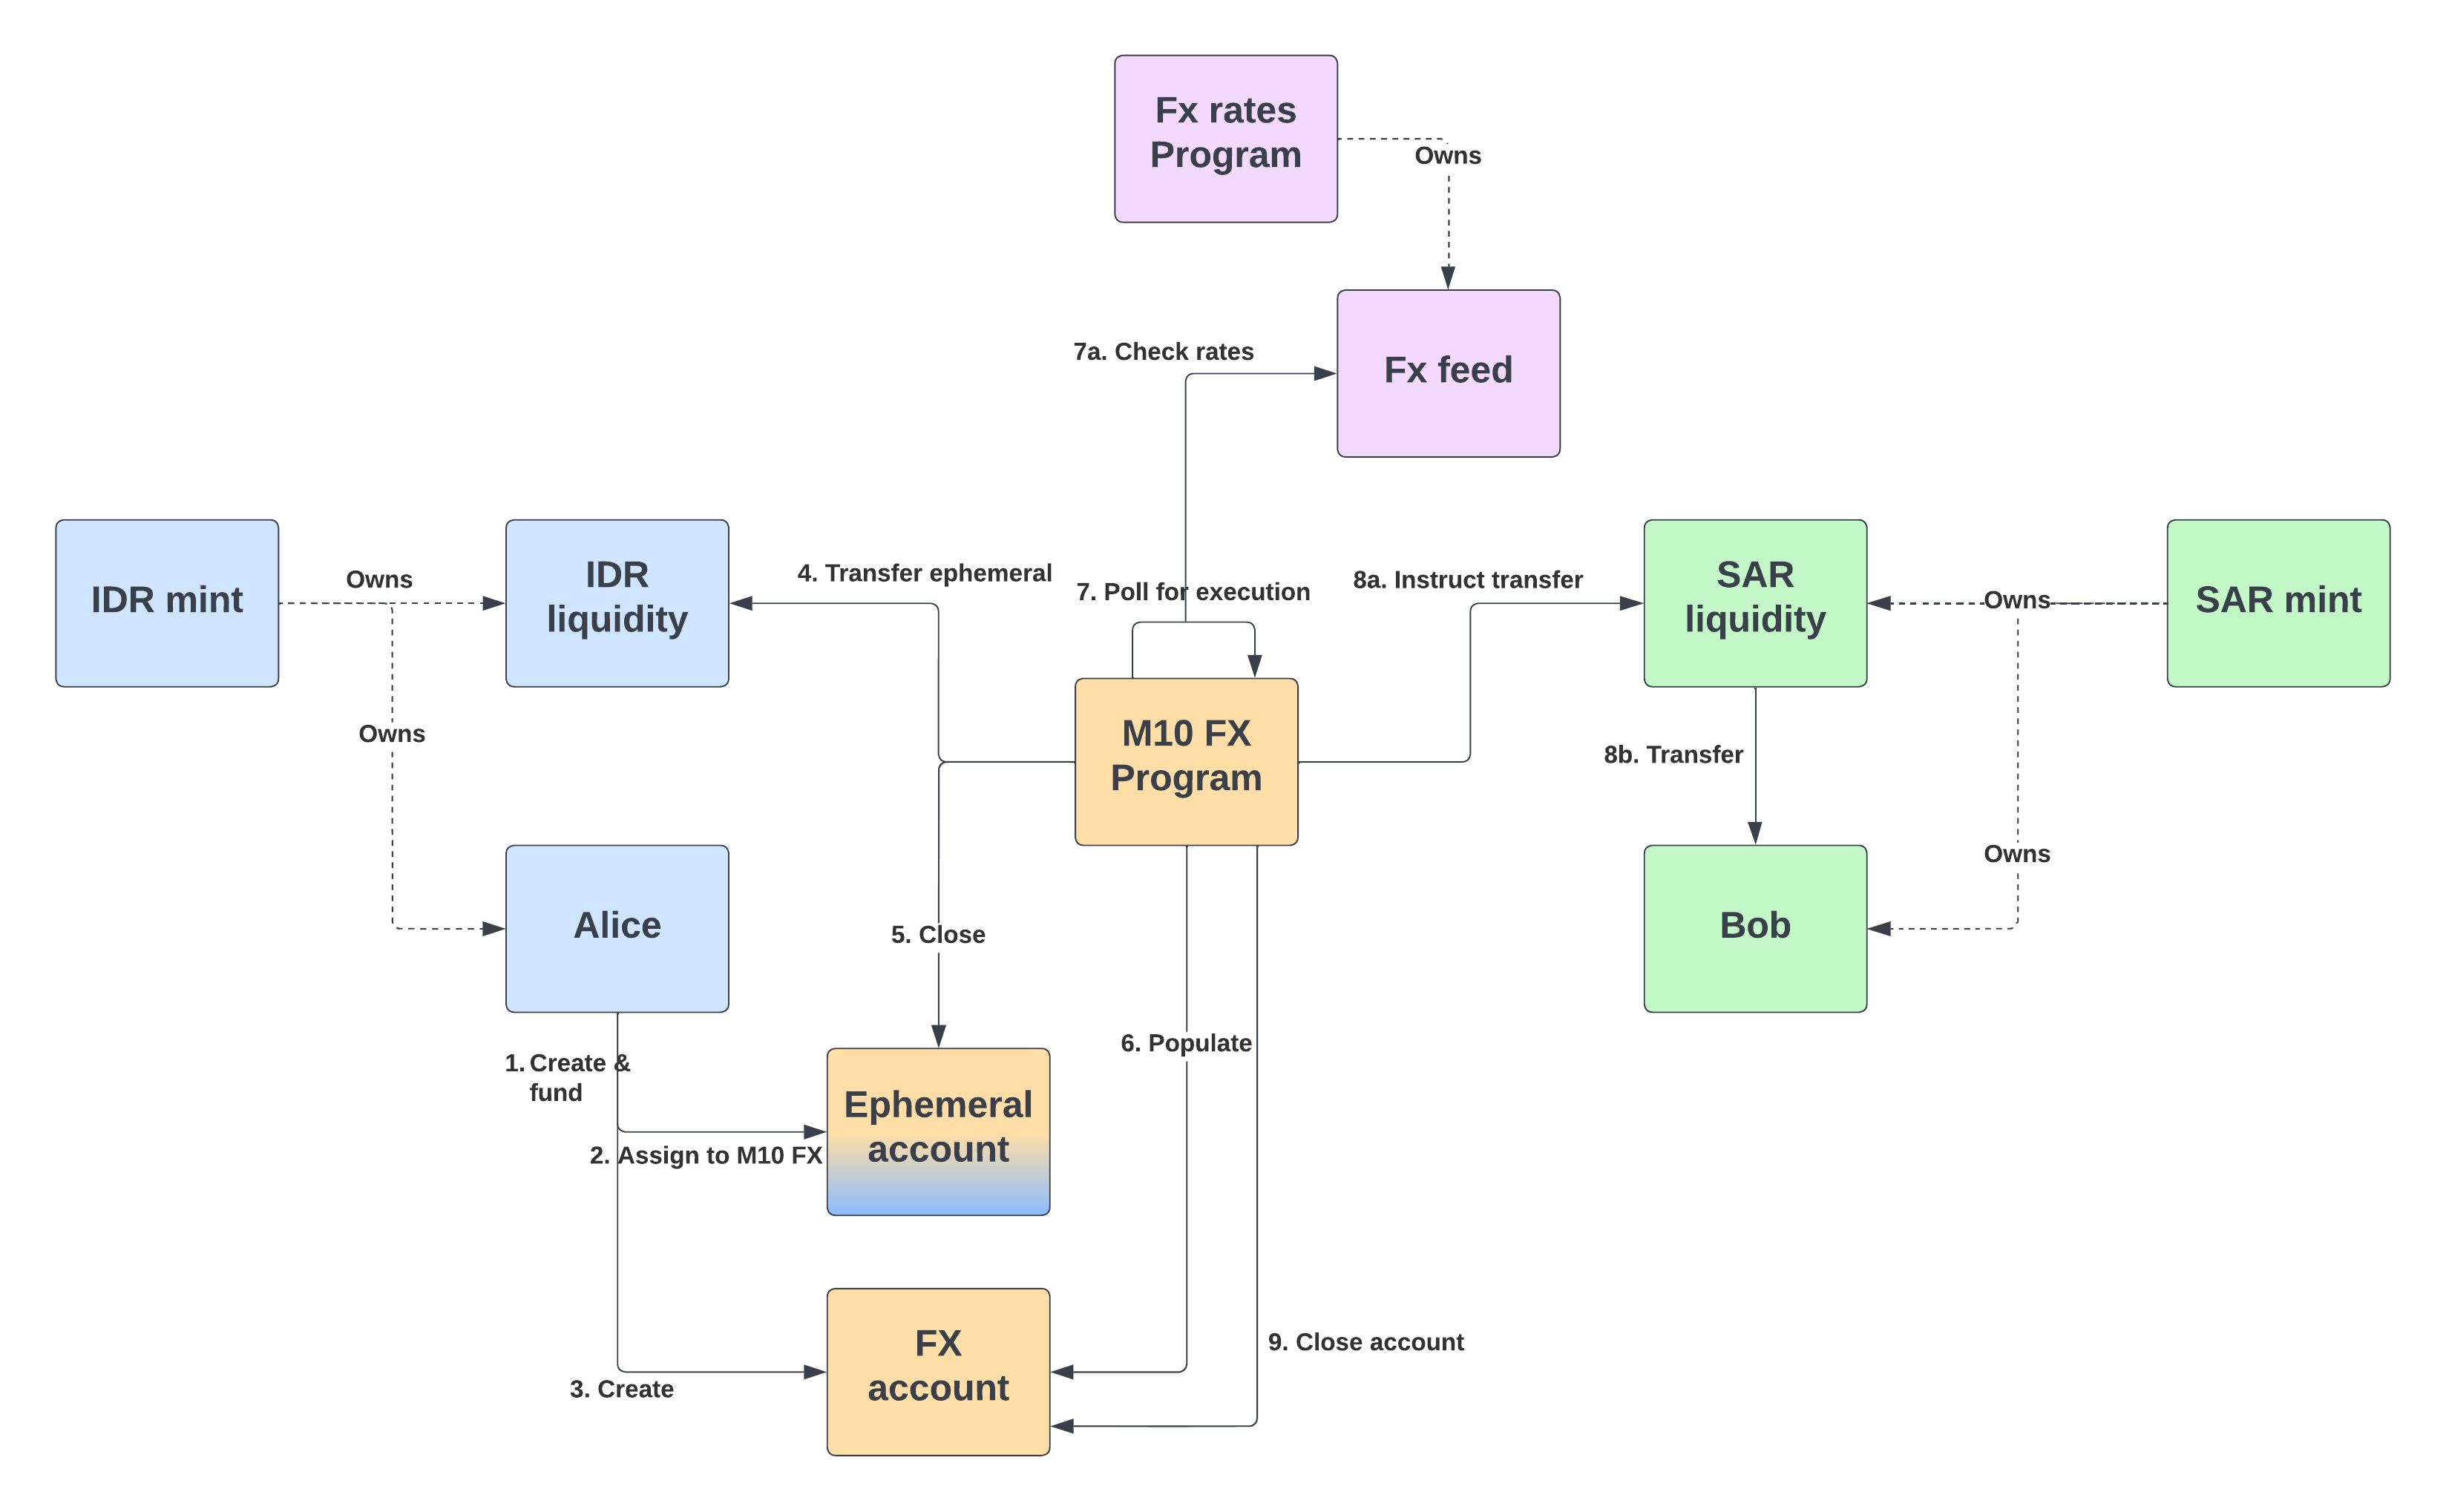 Fx rates
Program
Owns
7a. Check rates
Fx feed
IDR mint
Owns
IDR
liquidity
4. Transfer ephemeral
7. Poll for execution
8a. Instruct transfer
SAR
liquidity
Owns
SAR mint
Owns
M10 FX
Program
8b. Transfer
Owns
Alice
5. Close
Bob
1. Create &
fund
6. Populate
Ephemeral
account
2. Assign to M10 FX
FX
account
9. Close account
3. Create